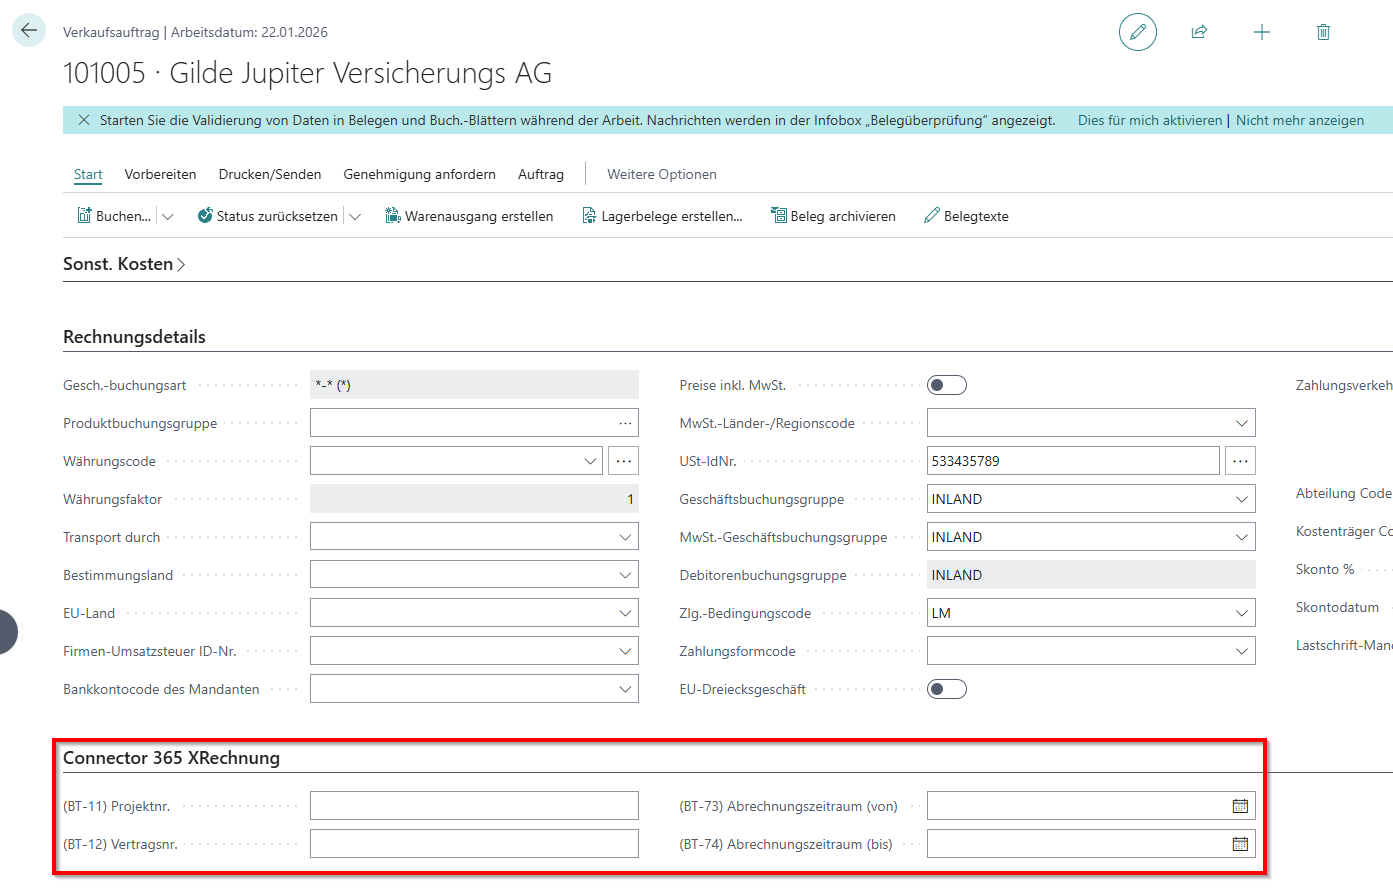 Verkaufsauftrag | Arbeitsdatum: 22.01.2026
101005 · Gilde Jupiter Versicherungs AG
Starten Sie die Validierung von Daten in Belegen und Buch.-Blättern während der Arbeit. Nachrichten werden in der Infobox „Belegüberprüfung“ angezeigt. Dies für mich aktivieren | Nicht mehr anzeigen
Start Vorbereiten Drucken/Senden Genehmigung anfordern Auftrag Weitere Optionen
Buchen... Status zurücksetzen Warenausgang erstellen Lagerbelege erstellen... Beleg archivieren Belegtexte
Sonst. Kosten
Rechnungsdetails
Gesch.-buchungsart *-* (*)
Produktbuchungsgruppe
Währungscode
Währungsfaktor 1
Transport durch
Bestimmungsland
EU-Land
Firmen-Umsatzsteuer ID-Nr.
Bankkontocode des Mandanten
Preise inkl. MwSt.
MwSt.-Länder-/Regionscode
USt-IdNr. 533435789
Geschäftsbuchungsgruppe INLAND
MwSt.-Geschäftsbuchungsgruppe INLAND
Debitorenbuchungsgruppe INLAND
Zlg.-Bedingungscode LM
Zahlungsformcode
EU-Dreiecksgeschäft
Zahlungsverkeh
Abteilung Code
Kostenträger Co
Skonto %
Skontodatum
Lastschrift-Man
Connector 365 XRechnung
(BT-11) Projektnr.
(BT-12) Vertragsnr.
(BT-73) Abrechnungszeitraum (von)
(BT-74) Abrechnungszeitraum (bis)